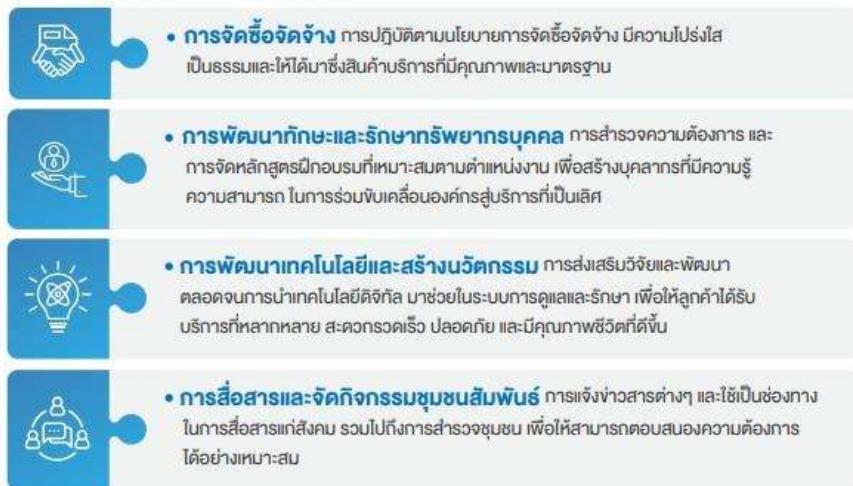 • การจัดซื้อจัดจ้าง การปฏิบัติตามนโยบายการจัดซื้อจัดจ้าง มีความโปร่งใส
เป็นธรรมและให้ได้มาซึ่งสินค้าบริการที่มีคุณภาพและมาตรฐาน
• การพัฒนาทักษะและรักษาทรัพยากรบุคคล การสำรวจความต้องการ และ
การจัดหลักสูตรฝึกอบรมที่เหมาะสมตามตำแหน่งงาน เพื่อสร้างบุคลากรที่มีความรู้
ความสามารถ ในการร่วมขับเคลื่อนองค์กรสู่บริการที่เป็นเลิศ
• การพัฒนาเทคโนโลยีและสร้างนวัตกรรม การส่งเสริมวิจัยและพัฒนา
ตลอดจนการนำเทคโนโลยีดิจิทัล มาช่วยในระบบการดูแลและรักษา เพื่อให้ลูกค้าได้รับ
บริการที่หลากหลาย สะดวกรวดเร็ว ปลอดภัย และมีคุณภาพชีวิตที่ดีขึ้น
• การสื่อสารและจัดกิจกรรมชุมชนสัมพันธ์ การแจ้งข่าวสารต่างๆ และใช้เป็นช่องทาง
ในการสื่อสารแก่สังคม รวมไปถึงการสำรวจชุมชน เพื่อให้สามารถตอบสนองความต้องการ
ได้อย่างเหมาะสม